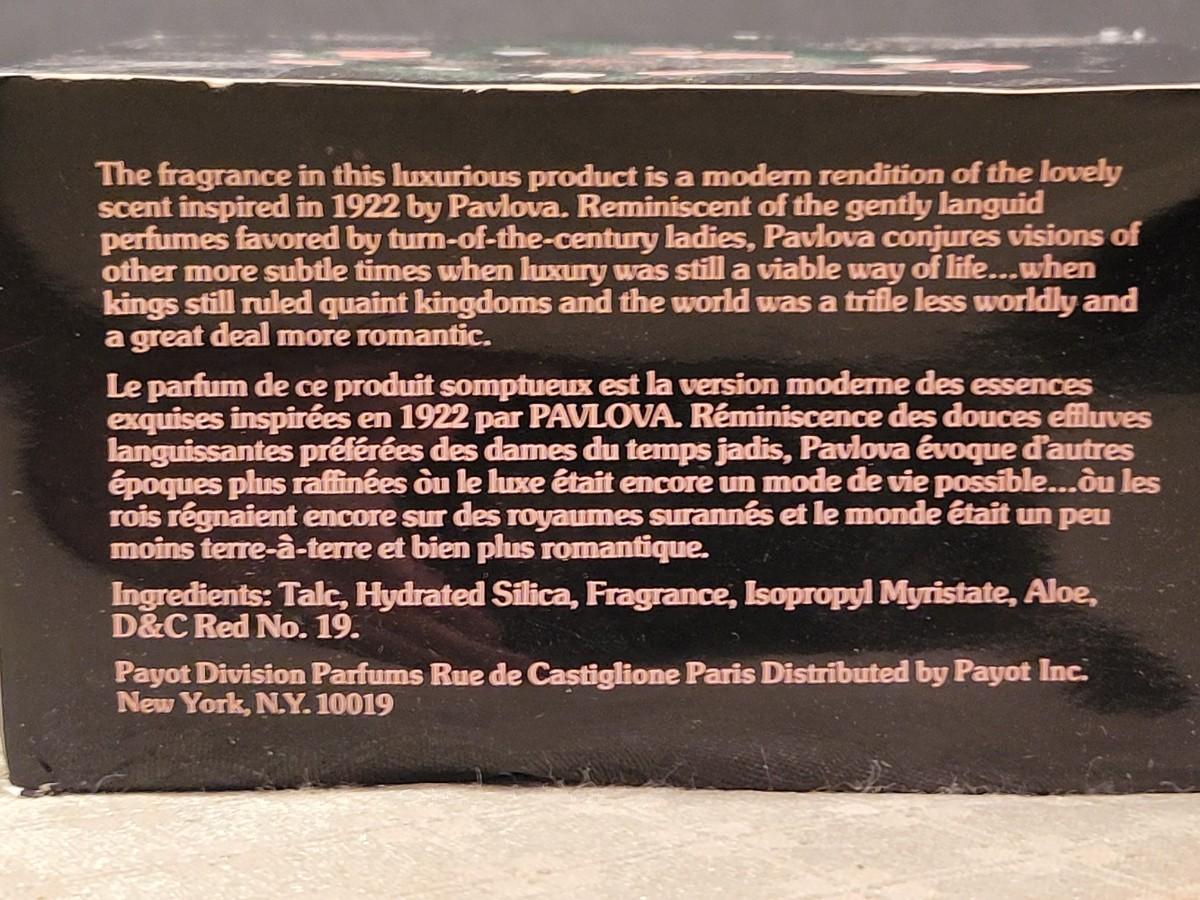 The fragrance in this luxurious product is a modern rendition of the lovely
scent inspired in 1922 by Pavlova. Reminiscent of the gently languid
perfumes favored by turn-of-the-century ladies, Pavlova conjures visions of
other more subtle times when luxury was still a viable way of life...when
kings still ruled quaint kingdoms and the world was a trifle less worldly and
a great deal more romantic.
Le parfum de ce produit somptueux est la version moderne des essences
exquises inspirées en 1922 par PAVLOVA. Réminiscence des douces effluves
languissantes préférées des dames du temps jadis, Pavlova évoque d'autres
époques plus raffinées òu le luxe était encore un mode de vie possible...òu les
rois régnaient encore sur des royaumes surannés et le monde était un peu
moins terre-à-terre et bien plus romantique.
Ingredients: Talc, Hydrated Silica, Fragrance, Isopropyl Myristate, Aloe,
D&C Red No. 19.
Payot Division Parfums Rue de Castiglione Paris Distributed by Payot Inc.
New York, N.Y. 10019